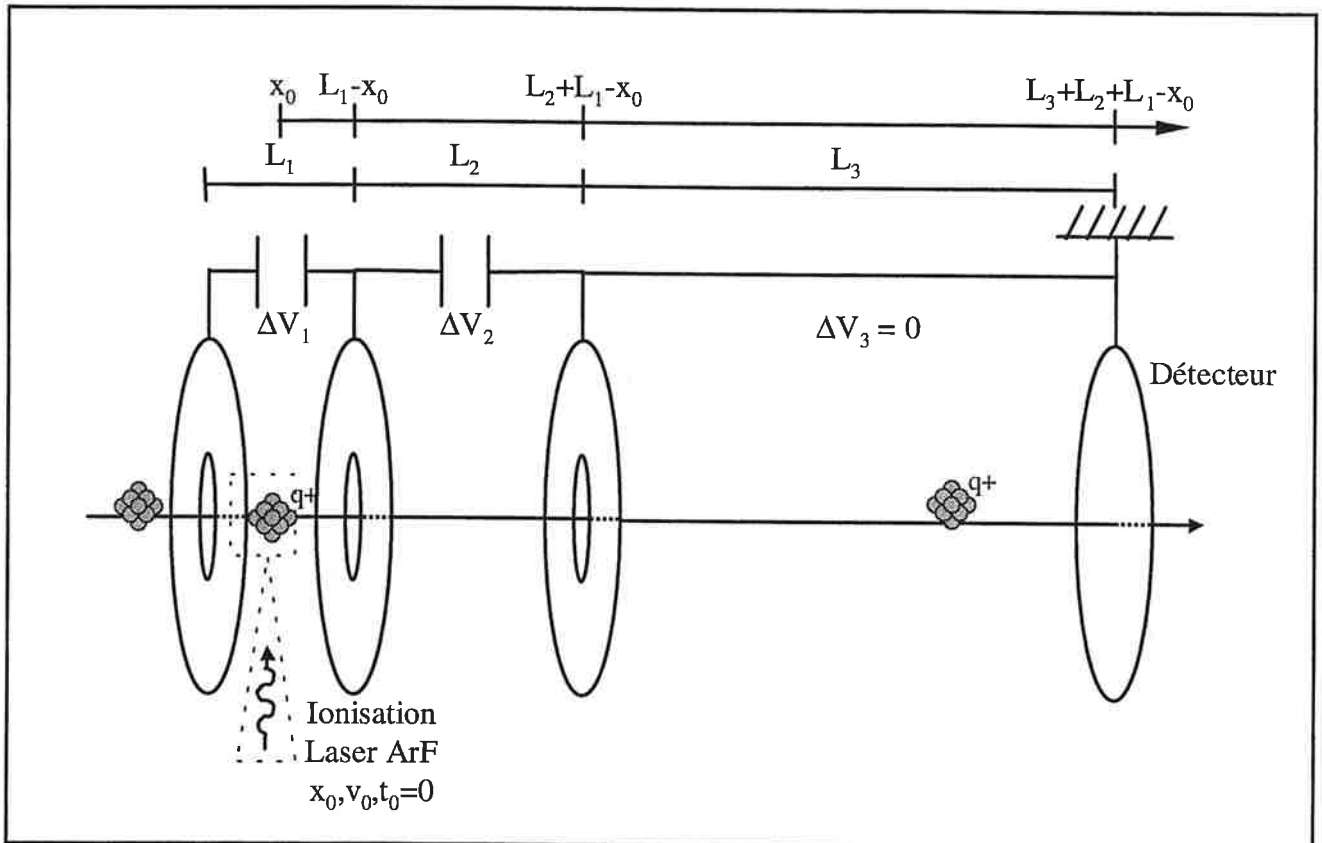 x₀ L₁-x₀ L₂+L₁-x₀ L₃+L₂+L₁-x₀
L₁ L₂ L₃
ΔV₁ ΔV₂ ΔV₃ = 0
Détecteur
q+ q+
Ionisation
Laser ArF
x₀,v₀,t₀=0